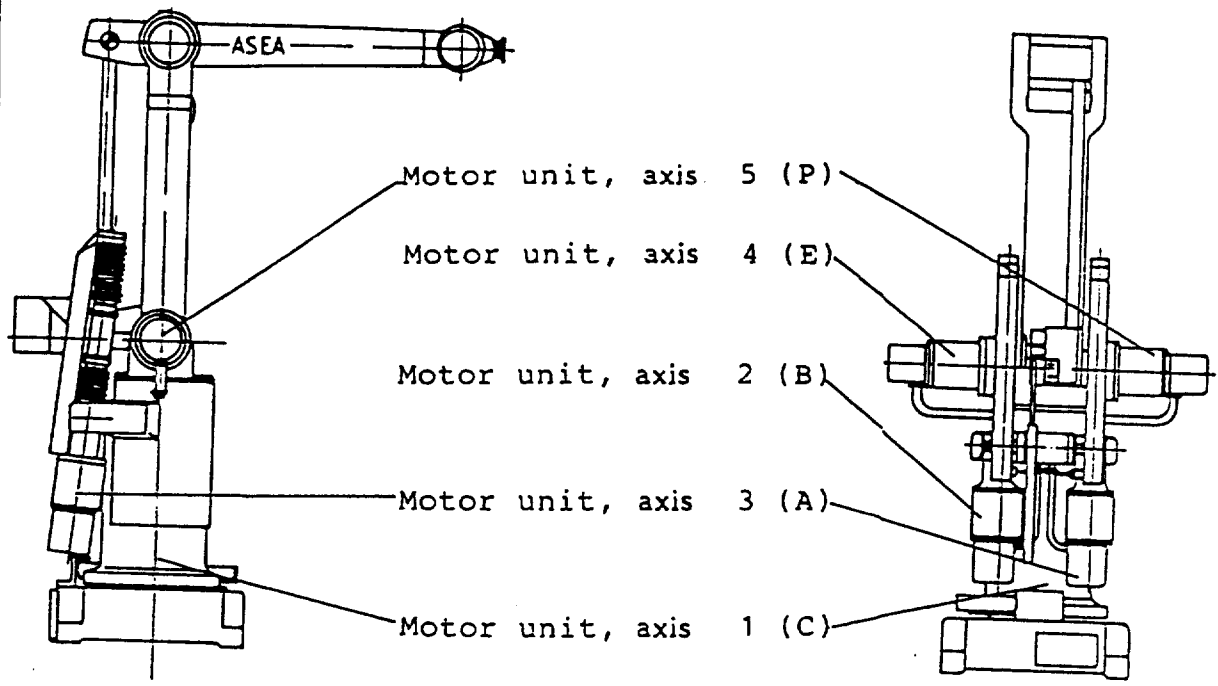 ASEA
Motor unit, axis 5 (P)
Motor unit, axis 4 (E)
Motor unit, axis 2 (B)
Motor unit, axis 3 (A)
Motor unit, axis 1 (C)